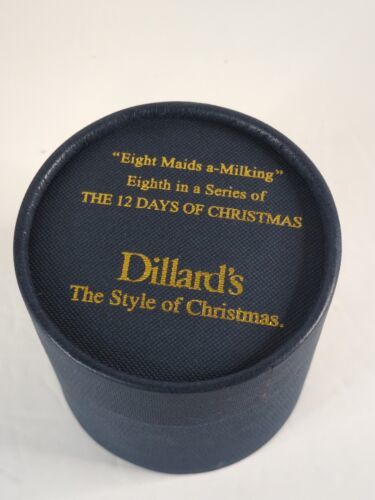 “Eight Maids a-Milking”
Eighth in a Series of
THE 12 DAYS OF CHRISTMAS
Dillard's
The Style of Christmas.